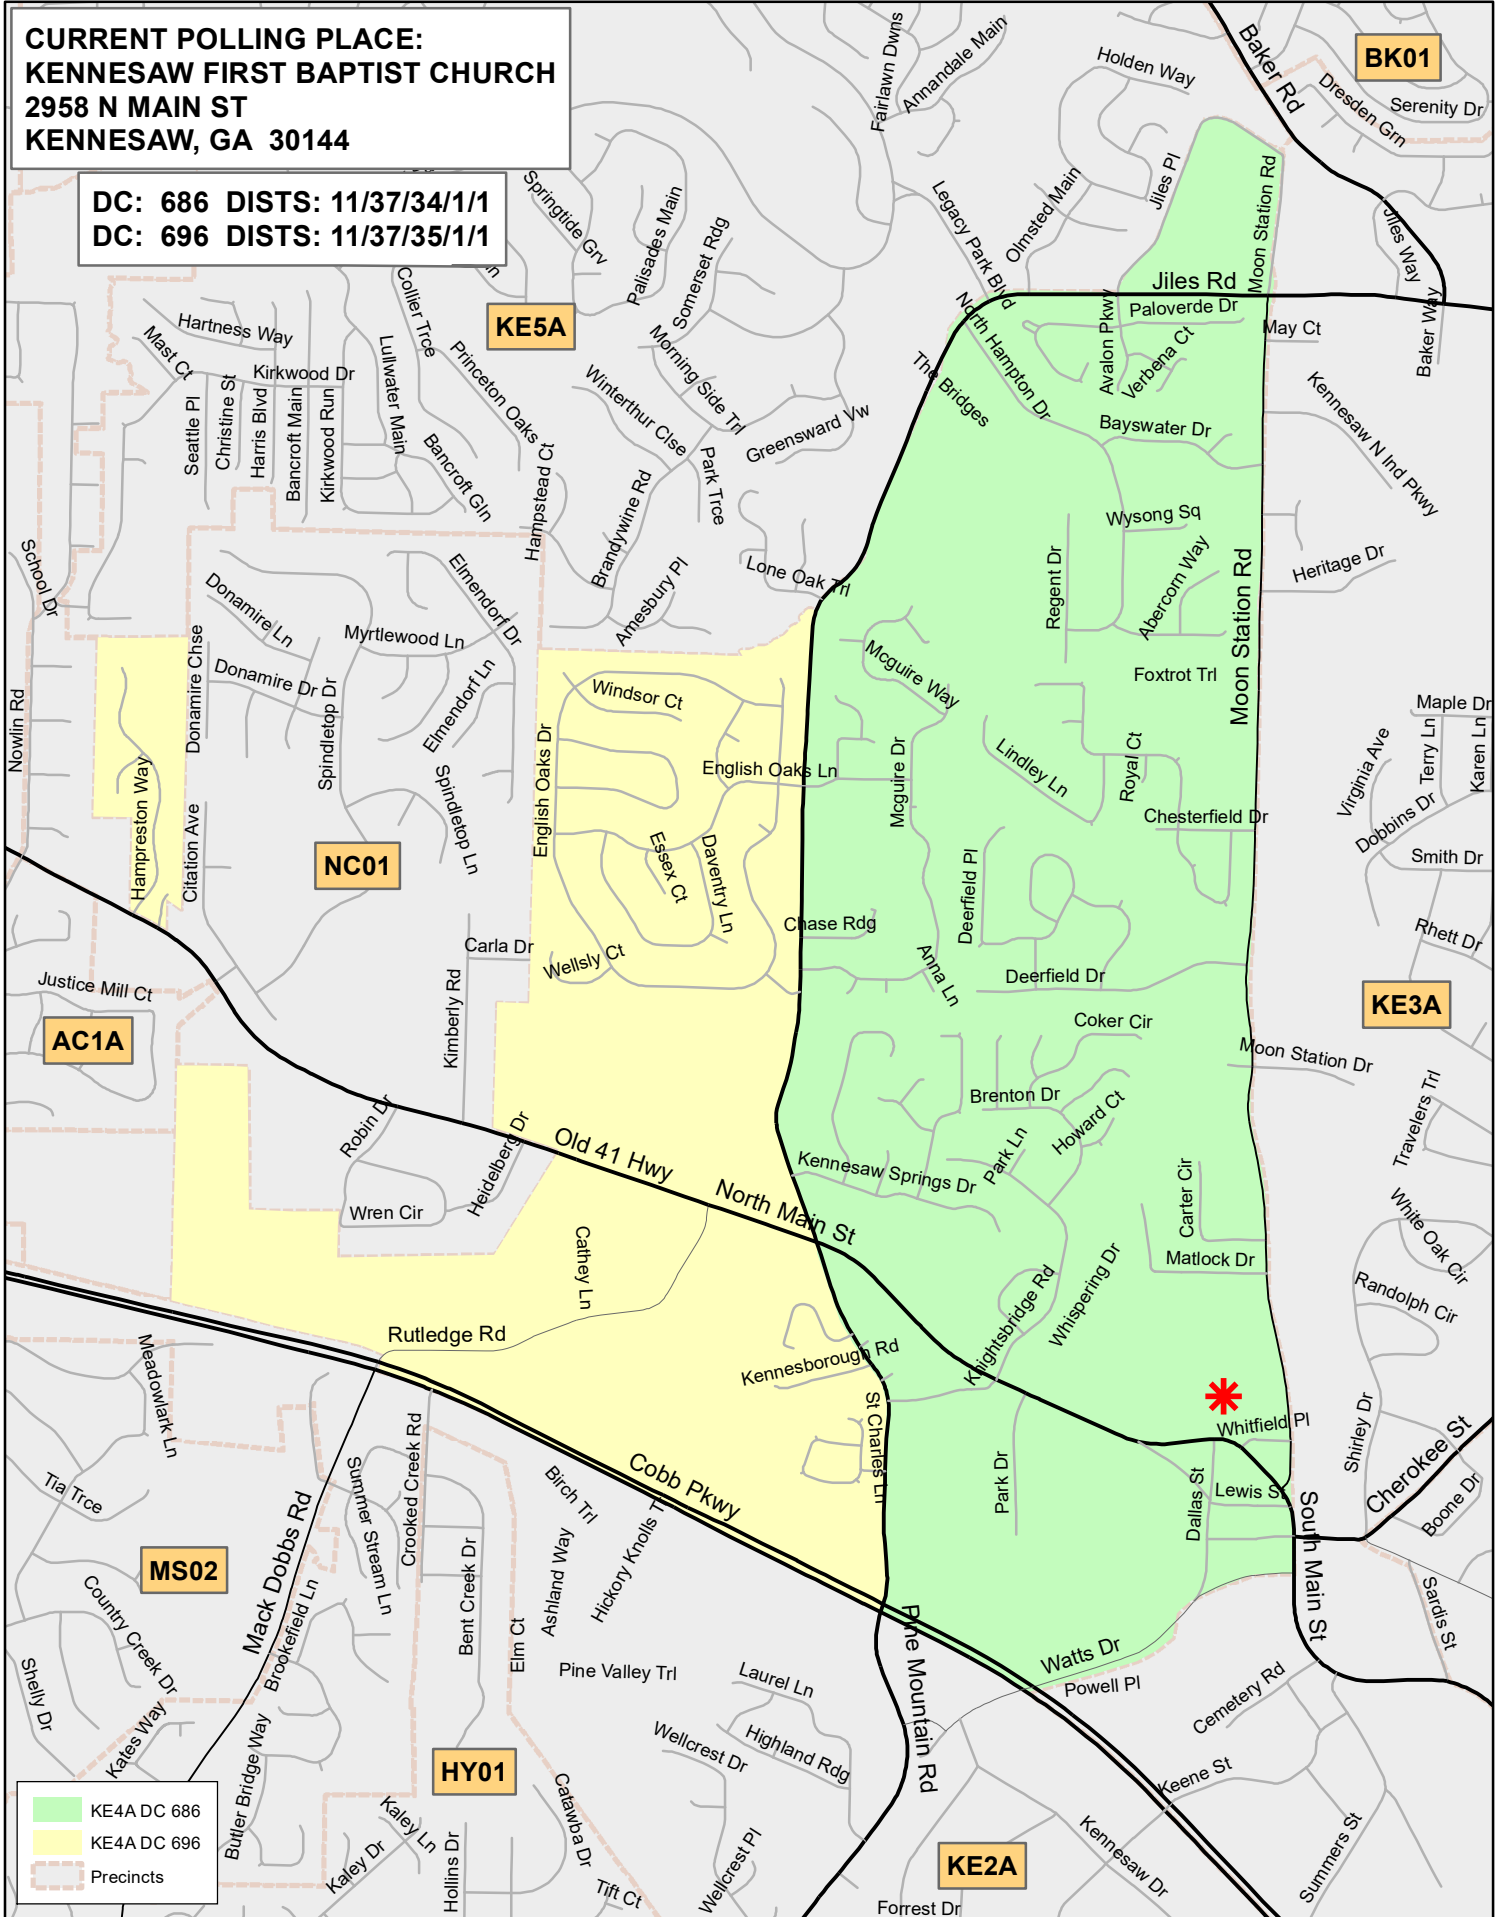 CURRENT POLLING PLACE:
KENNESAW FIRST BAPTIST CHURCH
2958 N MAIN ST
KENNESAW, GA 30144
DC: 686 DISTS: 11/37/34/1/1
DC: 696 DISTS: 11/37/35/1/1
BK01
Baker Rd
Dresden Grn
Serenity Dr
Holden Way
Fairlawn Dwns
Annandale Main
Springtide Grv
Palisades Main
Somerset Rdg
Legacy Park Blvd
Olmsted Main
Jiles Pl
Moon Station Rd
Jiles Way
Baker Way
Jiles Rd
Paloverde Dr
May Ct
Collier Trce
KE5A
Hartness Way
Mast Ct
Kirkwood Dr
Seattle Pl
Christine St
Harris Blvd
Bancroft Main
Kirkwood Run
Lullwater Main
Princeton Oaks
Bancroft Gln
Hampstead Ct
Winterthur Clse
Morning Side Trl
Greensward Vw
Park Trce
Brandywine Rd
Amesbury Pl
Lone Oak Trl
The Bridges
North Hampton Dr
Avalon Pkwy
Verbena Ct
Bayswater Dr
Kennesaw N Ind Pkwy
Wysong Sq
Regent Dr
Abercorn Way
Heritage Dr
Moon Station Rd
Foxtrot Trl
School Dr
Nowlin Rd
Donamire Ln
Donamire Chse
Donamire Dr
Myrtlewood Ln
Elmendorf Dr
Elmendorf Ln
Spindletop Dr
Spindletop Ln
Windsor Ct
English Oaks Dr
English Oaks Ln
Mcguire Way
Mcguire Dr
Lindley Ln
Royal Ct
Chesterfield Dr
Maple Dr
Terry Ln
Karen Ln
Virginia Ave
Dobbins Dr
Smith Dr
Hampreston Way
Citation Ave
NC01
Essex Ct
Daventry Ln
Chase Rdg
Deerfield Pl
Anna Ln
Deerfield Dr
Rhett Dr
Carla Dr
Wellsly Ct
Kimberly Rd
Justice Mill Ct
AC1A
KE3A
Coker Cir
Moon Station Dr
Brenton Dr
Howard Ct
Park Ln
Travelers Trl
Robin Dr
Heidelberg Dr
Wren Cir
Old 41 Hwy
North Main St
Kennesaw Springs Dr
Carter Cir
Matlock Dr
White Oak Cir
Randolph Cir
Cathey Ln
Rutledge Rd
Knightsbridge Rd
Whispering Dr
Kennesborough Rd
St Charles Ln
Whitfield Pl
Lewis St
Dallas St
Park Dr
Shirley Dr
Cherokee St
Boone Dr
Sardis St
South Main St
Meadowlark Ln
Tia Trce
MS02
Mack Dobbs Rd
Summer Stream Ln
Crooked Creek Rd
Cobb Pkwy
Birch Trl
Ashland Way
Hickory Knolls T
Bent Creek Dr
Elm Ct
Brookefield Ln
Country Creek Dr
Shelly Dr
Kates Way
Butler Bridge Way
Pine Valley Trl
Laurel Ln
Highland Rdg
Wellcrest Dr
Wellcrest Pl
Pine Mountain Rd
Watts Dr
Powell Pl
Cemetery Rd
Keene St
Summers St
Kennesaw Dr
HY01
KE2A
Kaley Ln
Kaley Dr
Hollins Dr
Catawba Dr
Tift Ct
Forrest Dr
KE4A DC 686
KE4A DC 696
Precincts